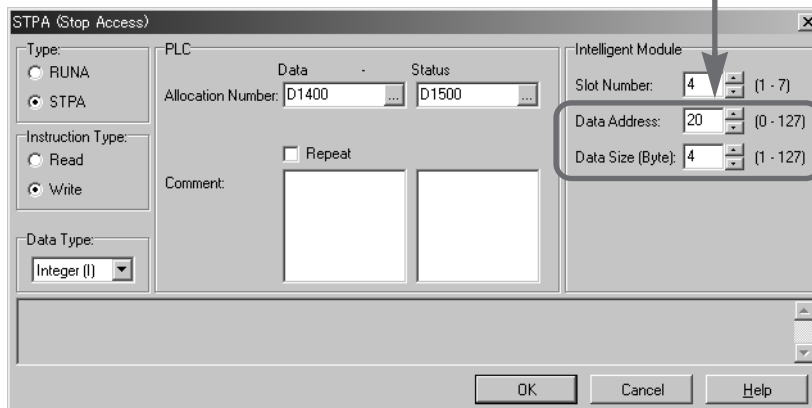 STPA (Stop Access)
Type:
RUNA
STPA
Instruction Type:
Read
Write
Data Type:
Integer (I)
PLC
Data - Status
Allocation Number: D1400 ... D1500 ...
Repeat
Comment:
Intelligent Module
Slot Number: 4 (1 - 7)
Data Address: 20 (0 - 127)
Data Size (Byte): 4 (1 - 127)
OK Cancel Help